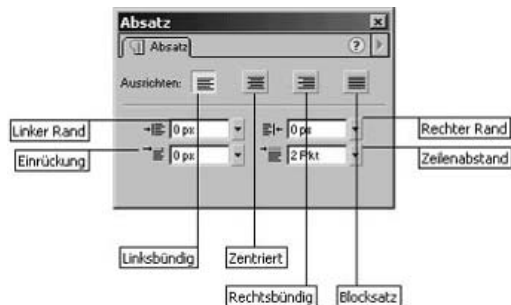 Absatz
Absatz
Ausrichten:
Linker Rand
0 px
0 px
Rechter Rand
Einrückung
0 px
2 Pkt
Zeilenabstand
Linksbündig
Zentriert
Rechtsbündig
Blocksatz